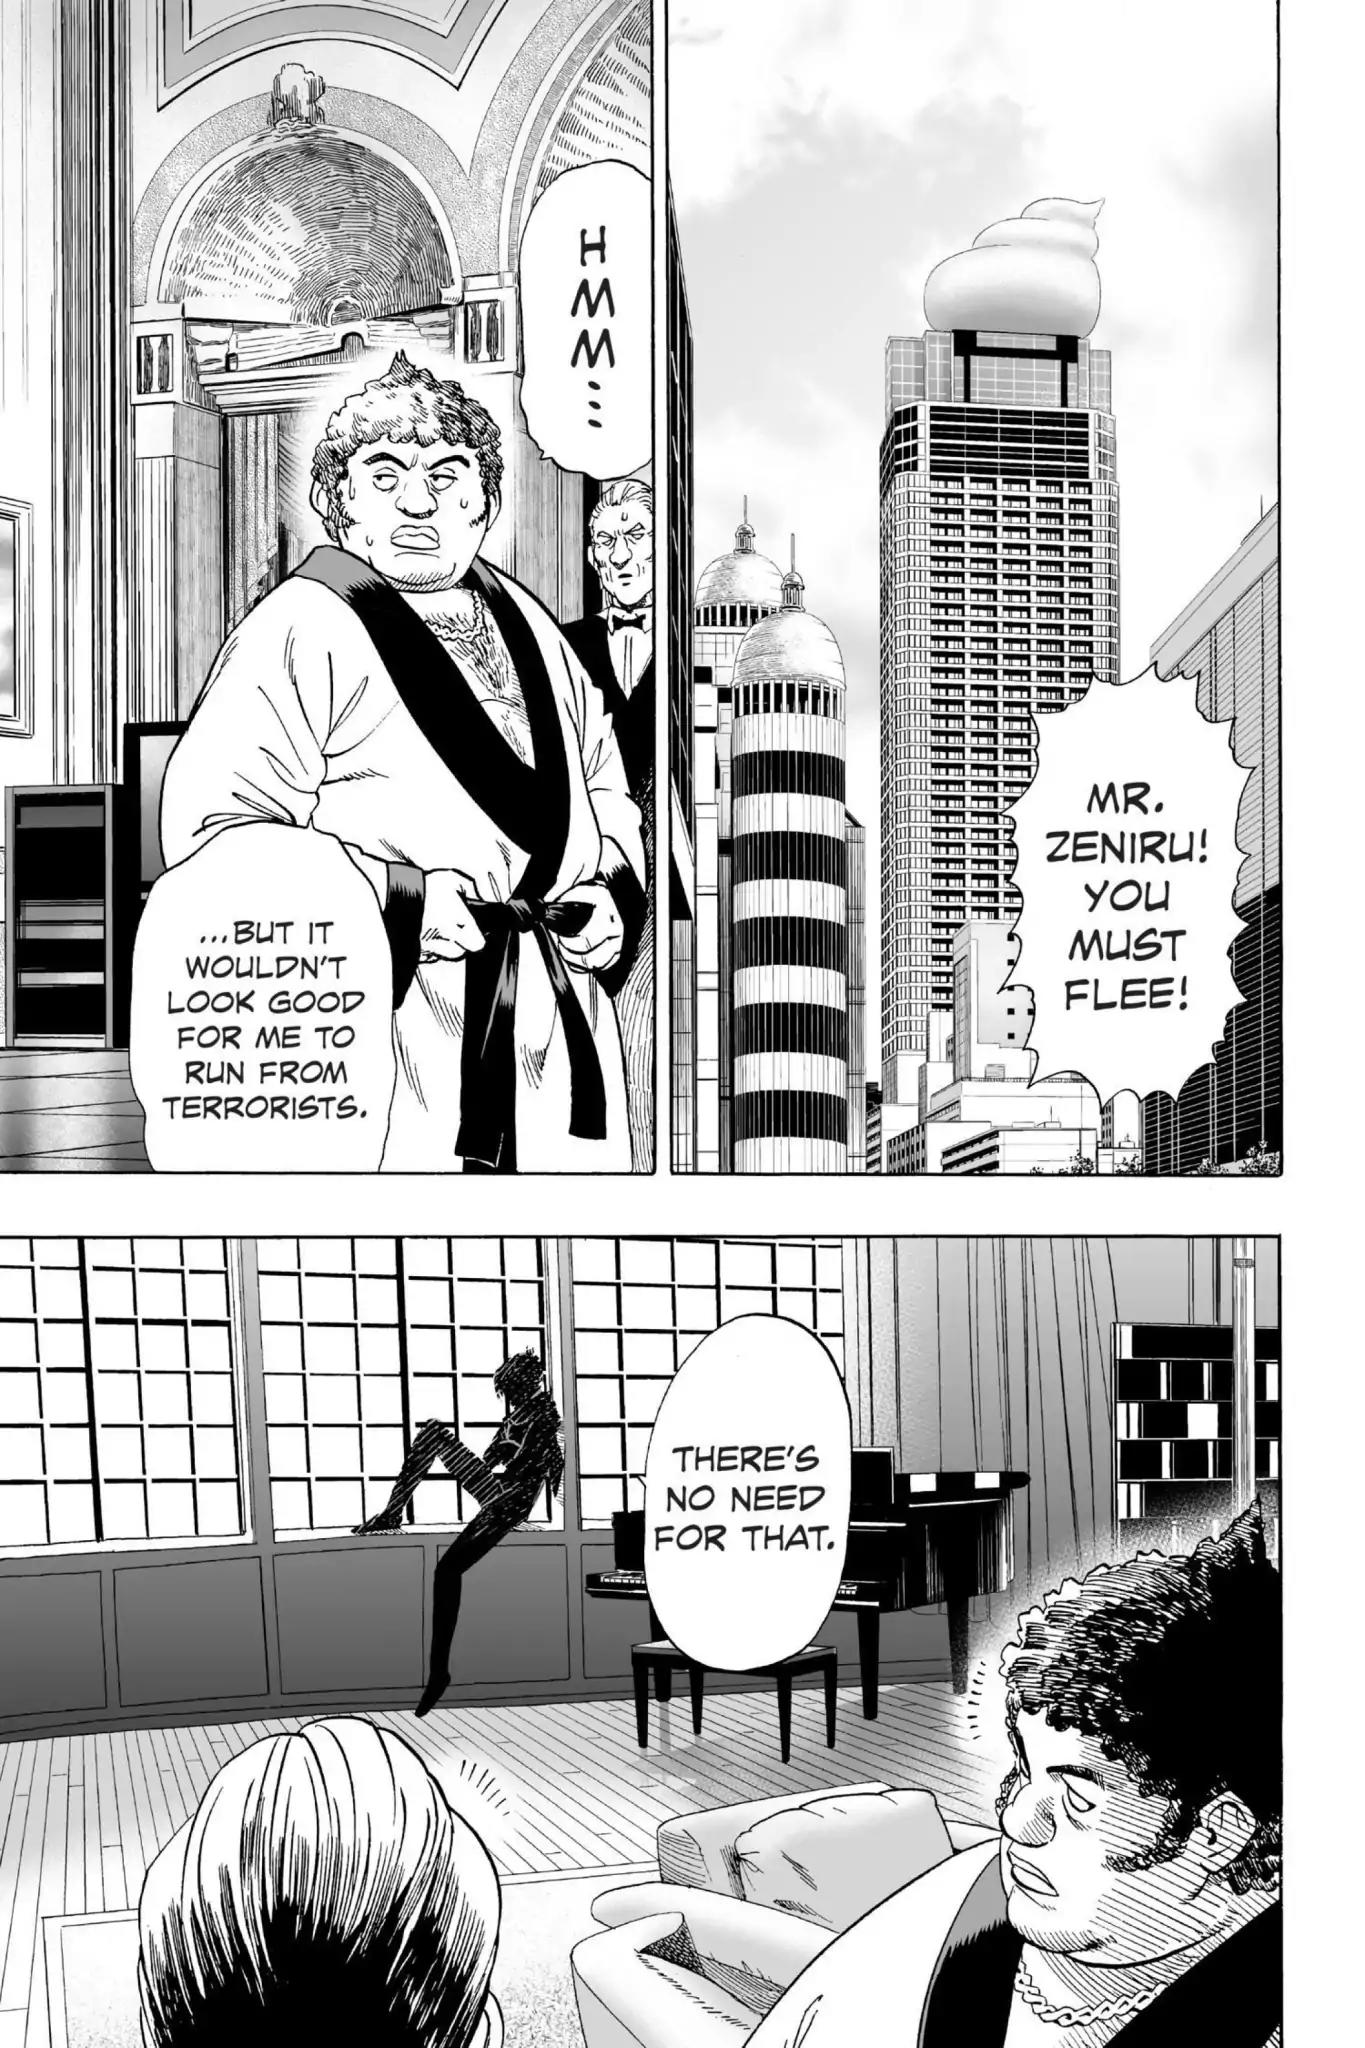 MR.
ZENIRU!
YOU
MUST
FLEE!
HMM...
...BUT IT
WOULDN'T
LOOK GOOD
FOR ME TO
RUN FROM
TERRORISTS.
THERE'S
NO NEED
FOR THAT.